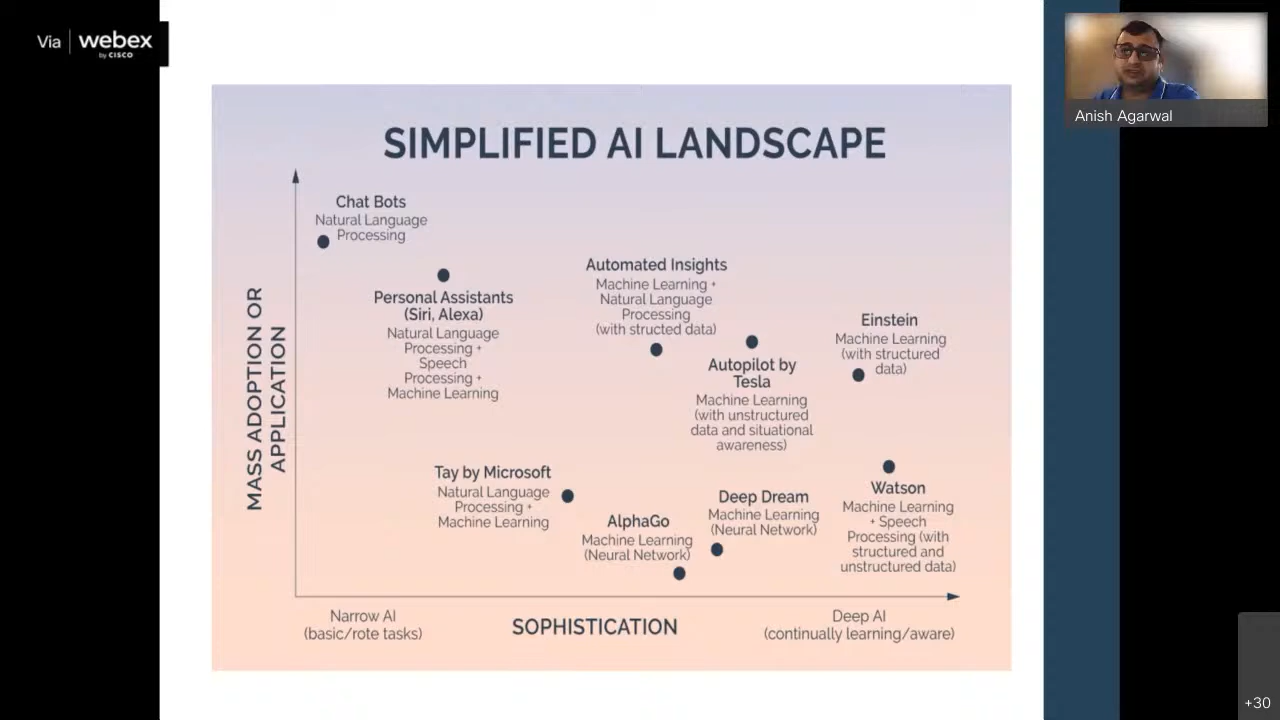 Via | webex
by CISCO
Anish Agarwal
SIMPLIFIED AI LANDSCAPE
MASS ADOPTION OR
APPLICATION
Chat Bots
Natural Language
Processing
Personal Assistants
(Siri, Alexa)
Natural Language
Processing +
Speech
Processing +
Machine Learning
Automated Insights
Machine Learning +
Natural Language
Processing
(with structed data)
Autopilot by
Tesla
Machine Learning
(with unstructured
data and situational
awareness)
Einstein
Machine Learning
(with structured
data)
Tay by Microsoft
Natural Language
Processing +
Machine Learning
AlphaGo
Machine Learning
(Neural Network)
Deep Dream
Machine Learning
(Neural Network)
Watson
Machine Learning
+ Speech
Processing (with
structured and
unstructured data)
Narrow AI
(basic/rote tasks)
SOPHISTICATION
Deep AI
(continually learning/aware)
+30